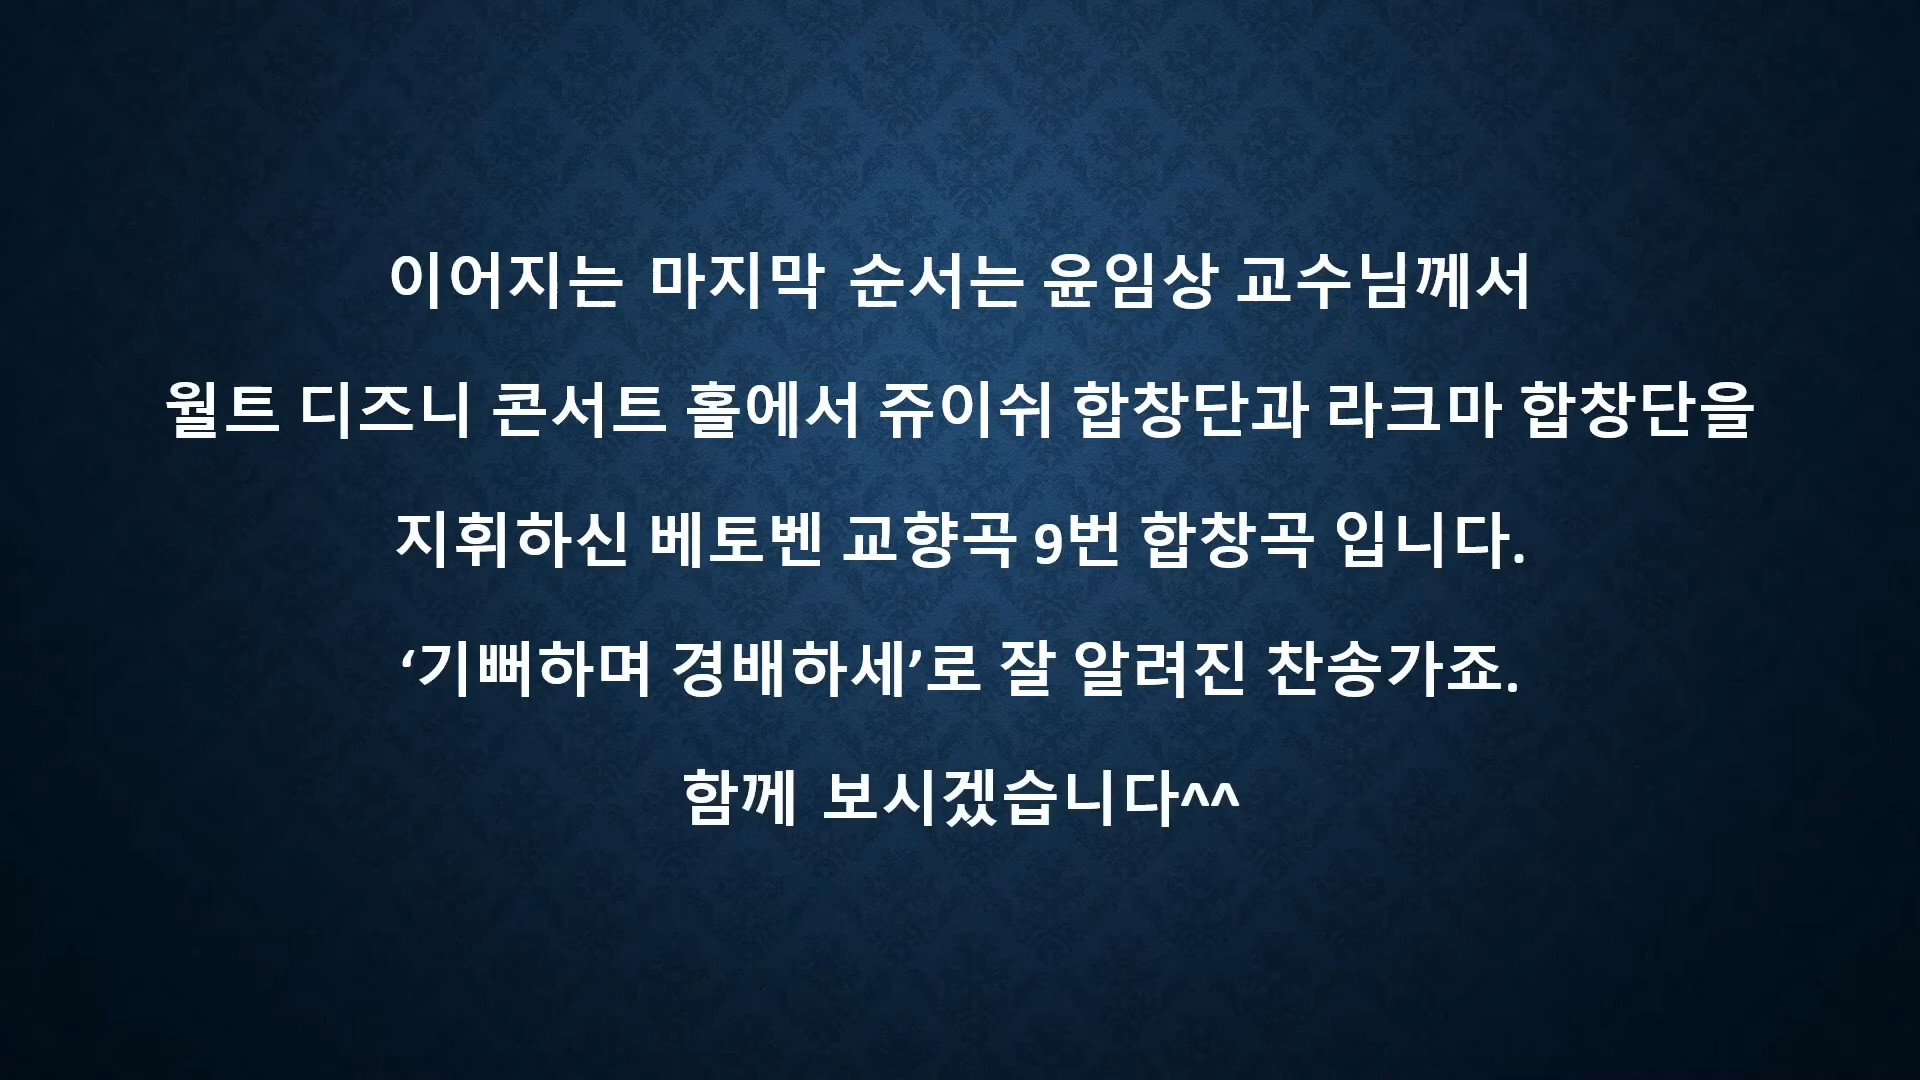 이어지는 마지막 순서는 윤임상 교수님께서
월트 디즈니 콘서트 홀에서 쥬이쉬 합창단과 라크마 합창단을
지휘하신 베토벤 교향곡 9번 합창곡 입니다.
‘기뻐하며 경배하세’로 잘 알려진 찬송가죠.
함께 보시겠습니다^^